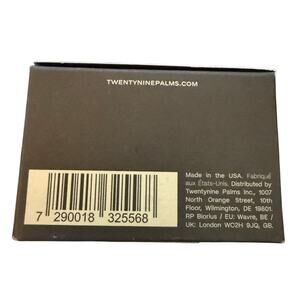 TWENTYNINEPALMS.COM
Made in the USA. Fabriqué
aux États-Unis. Distributed by
Twentynine Palms Inc., 1007
North Orange Street, 10th
Floor, Wilmington, DE 19801.
RP Biorius / EU: Wavre, BE /
UK: London WC2H 9JQ, GB.
7 290018 325568